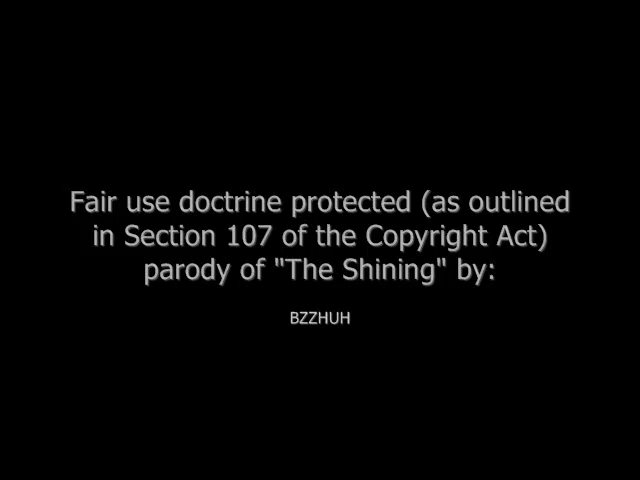 Fair use doctrine protected (as outlined
in Section 107 of the Copyright Act)
parody of "The Shining" by:
BZZHUH